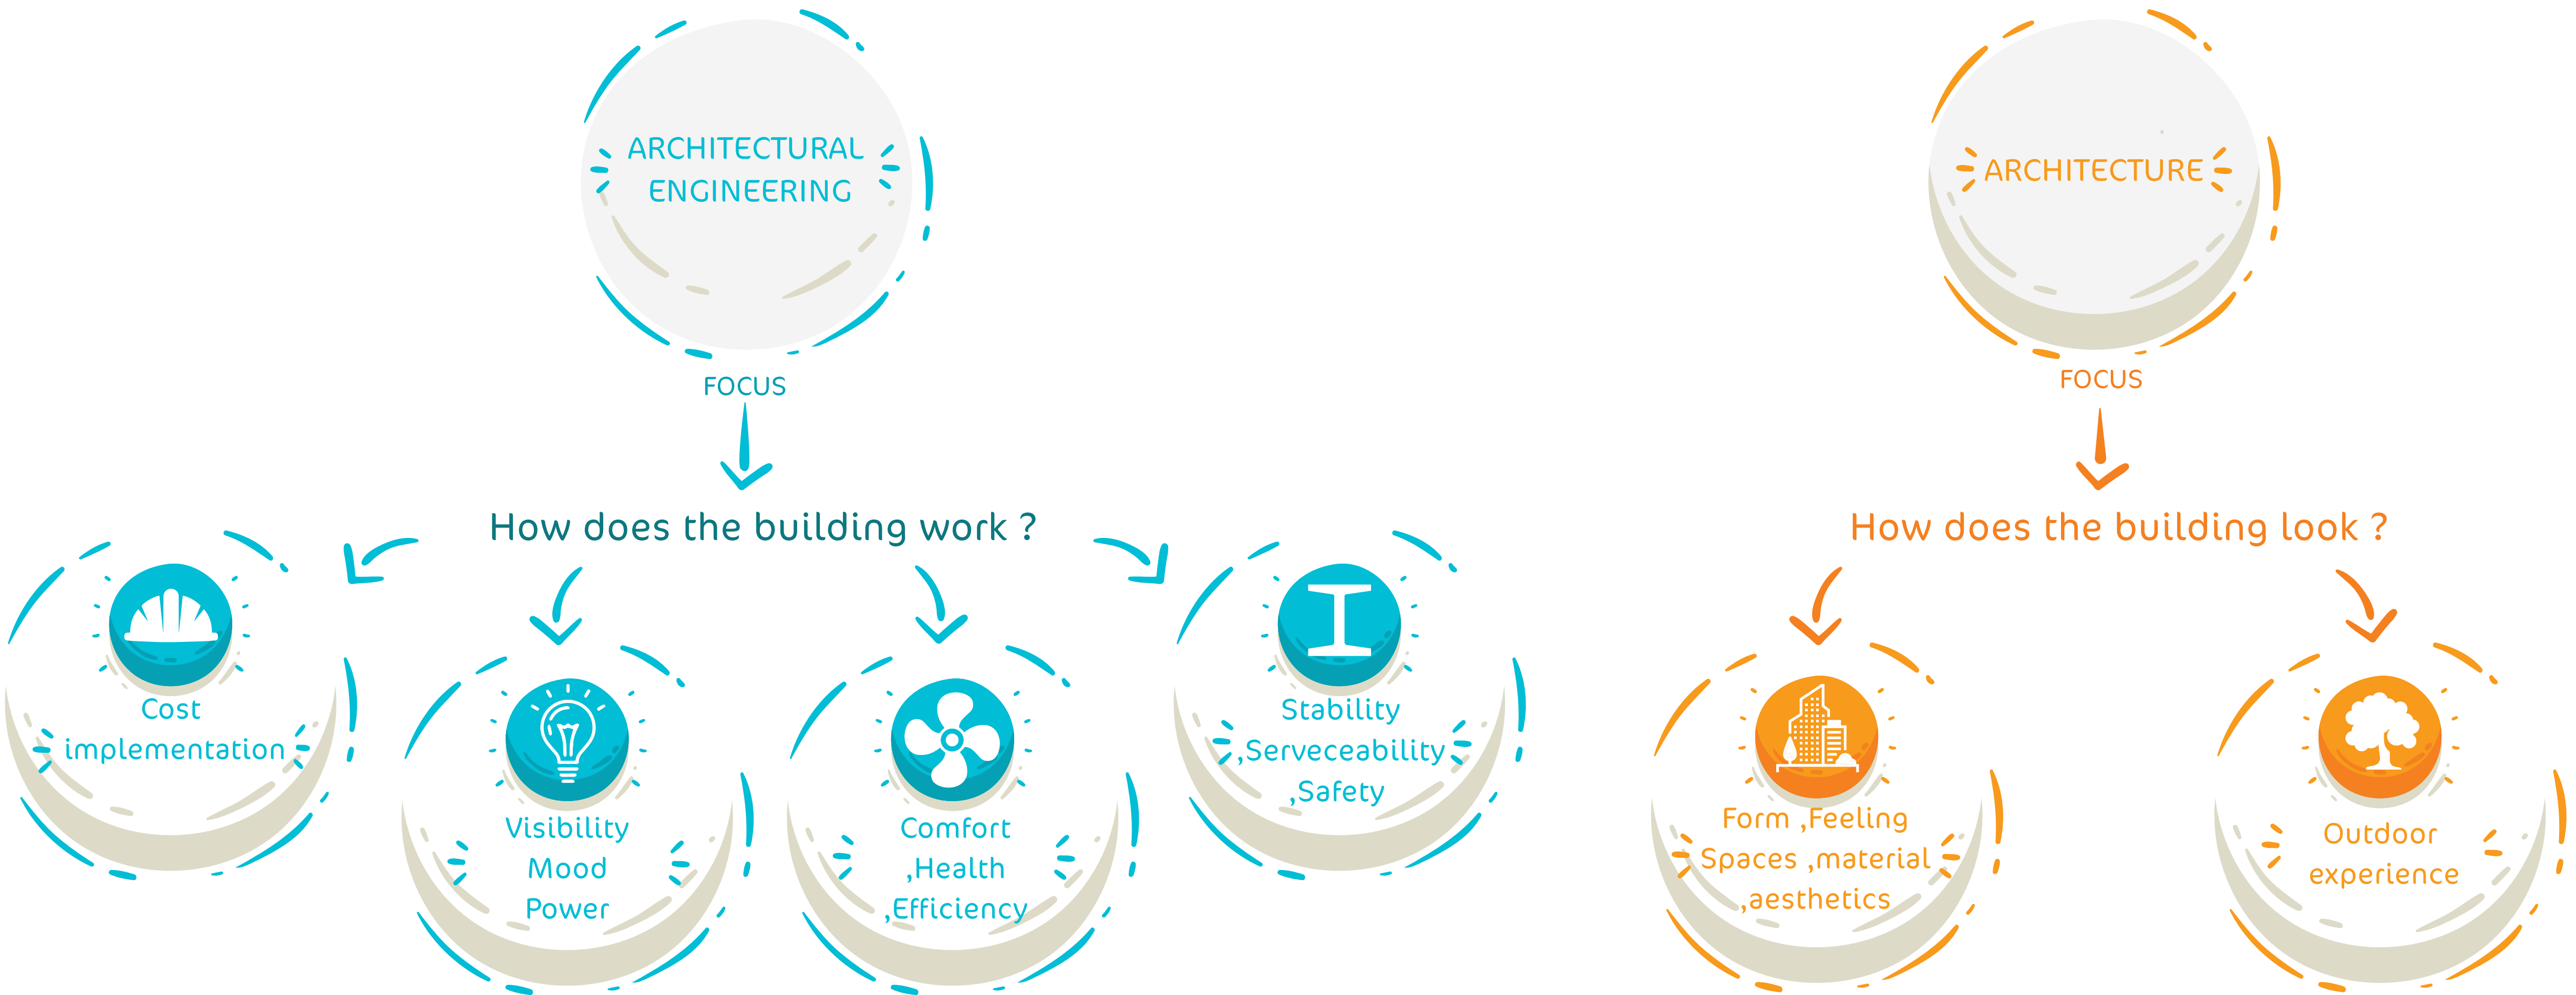 ARCHITECTURAL
ENGINEERING
FOCUS
How does the building work ?
Cost
implementation
Visibility
Mood
Power
Comfort
,Health
,Efficiency
Stability
,Serveceability
,Safety
ARCHITECTURE
FOCUS
How does the building look ?
Form ,Feeling
Spaces ,material
,aesthetics
Outdoor
experience